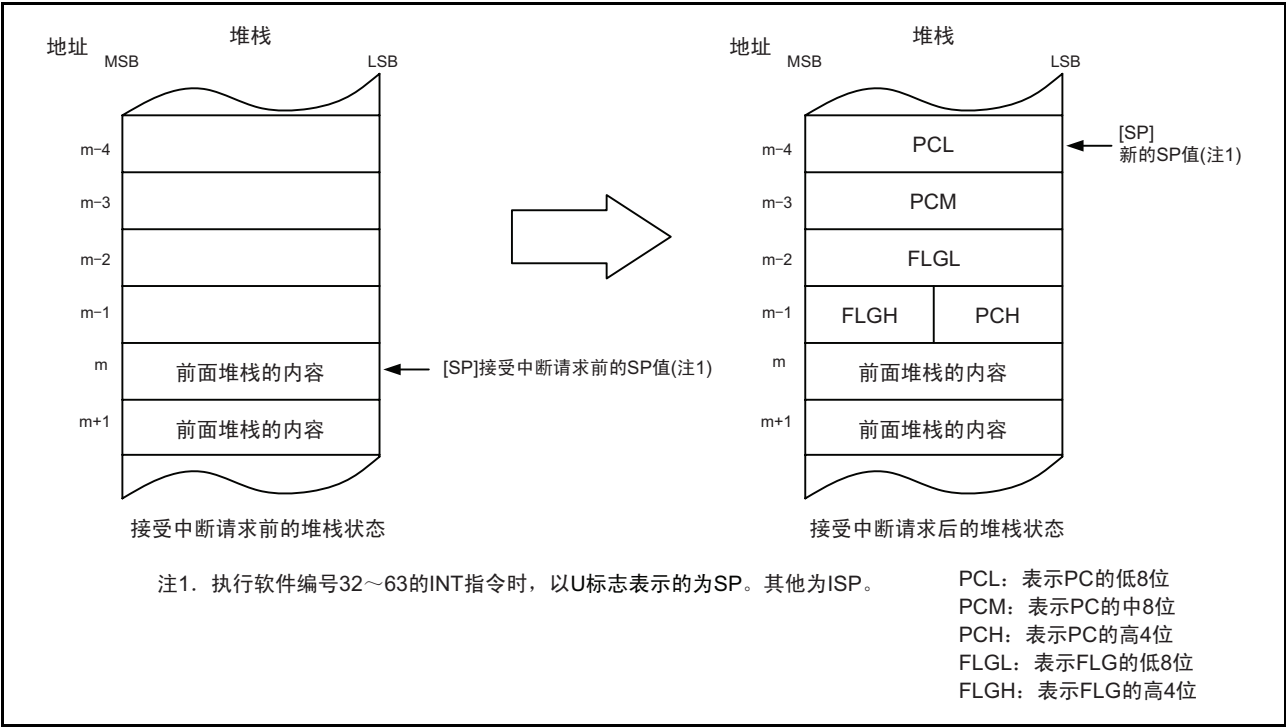 地址
堆栈
MSB
LSB
m−4
m−3
m−2
m−1
m
前面堆栈的内容
[SP]接受中断请求前的SP值(注1)
m+1
前面堆栈的内容
接受中断请求前的堆栈状态
地址
堆栈
MSB
LSB
m−4
PCL
[SP]
新的SP值(注1)
m−3
PCM
m−2
FLGL
m−1
FLGH
PCH
m
前面堆栈的内容
m+1
前面堆栈的内容
接受中断请求后的堆栈状态
注1. 执行软件编号32～63的INT指令时，以U标志表示的为SP。其他为ISP。
PCL：表示PC的低8位
PCM：表示PC的中8位
PCH：表示PC的高4位
FLGL：表示FLG的低8位
FLGH：表示FLG的高4位